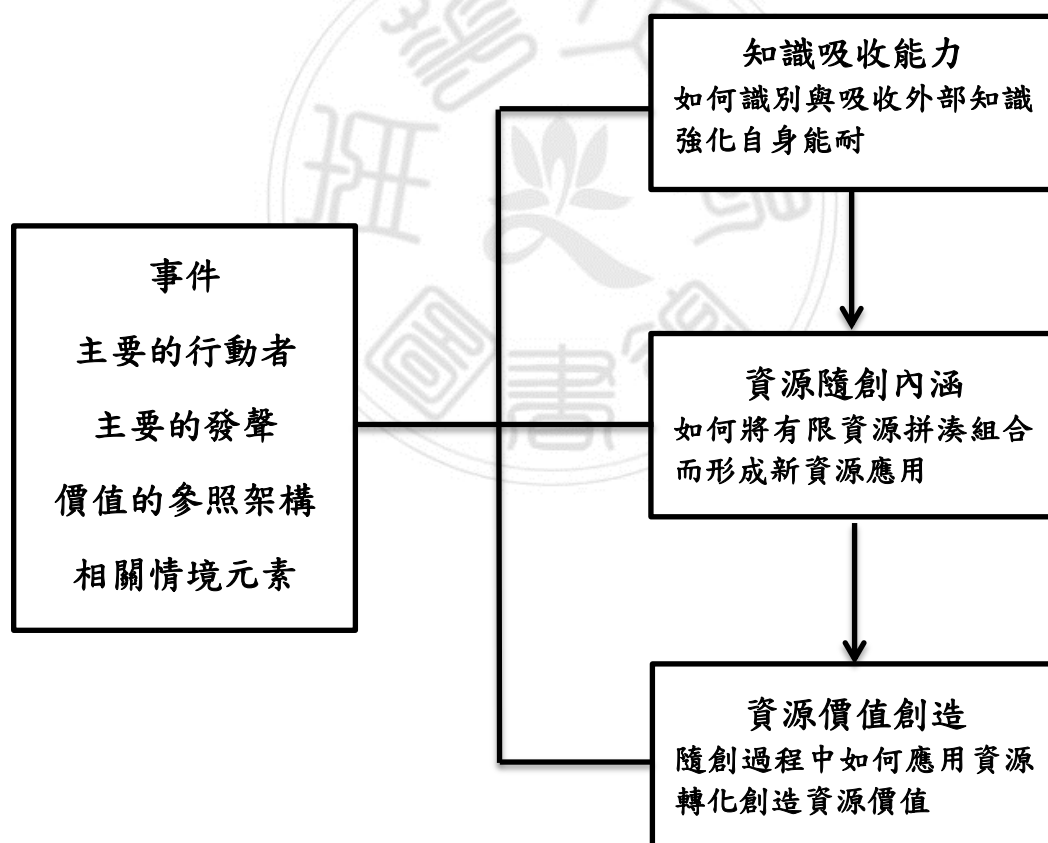 事件
主要的行動者
主要的發聲
價值的參照架構
相關情境元素
知識吸收能力
如何識別與吸收外部知識
強化自身能耐
資源隨創內涵
如何將有限資源拼湊組合
而形成新資源應用
資源價值創造
隨創過程中如何應用資源
轉化創造資源價值